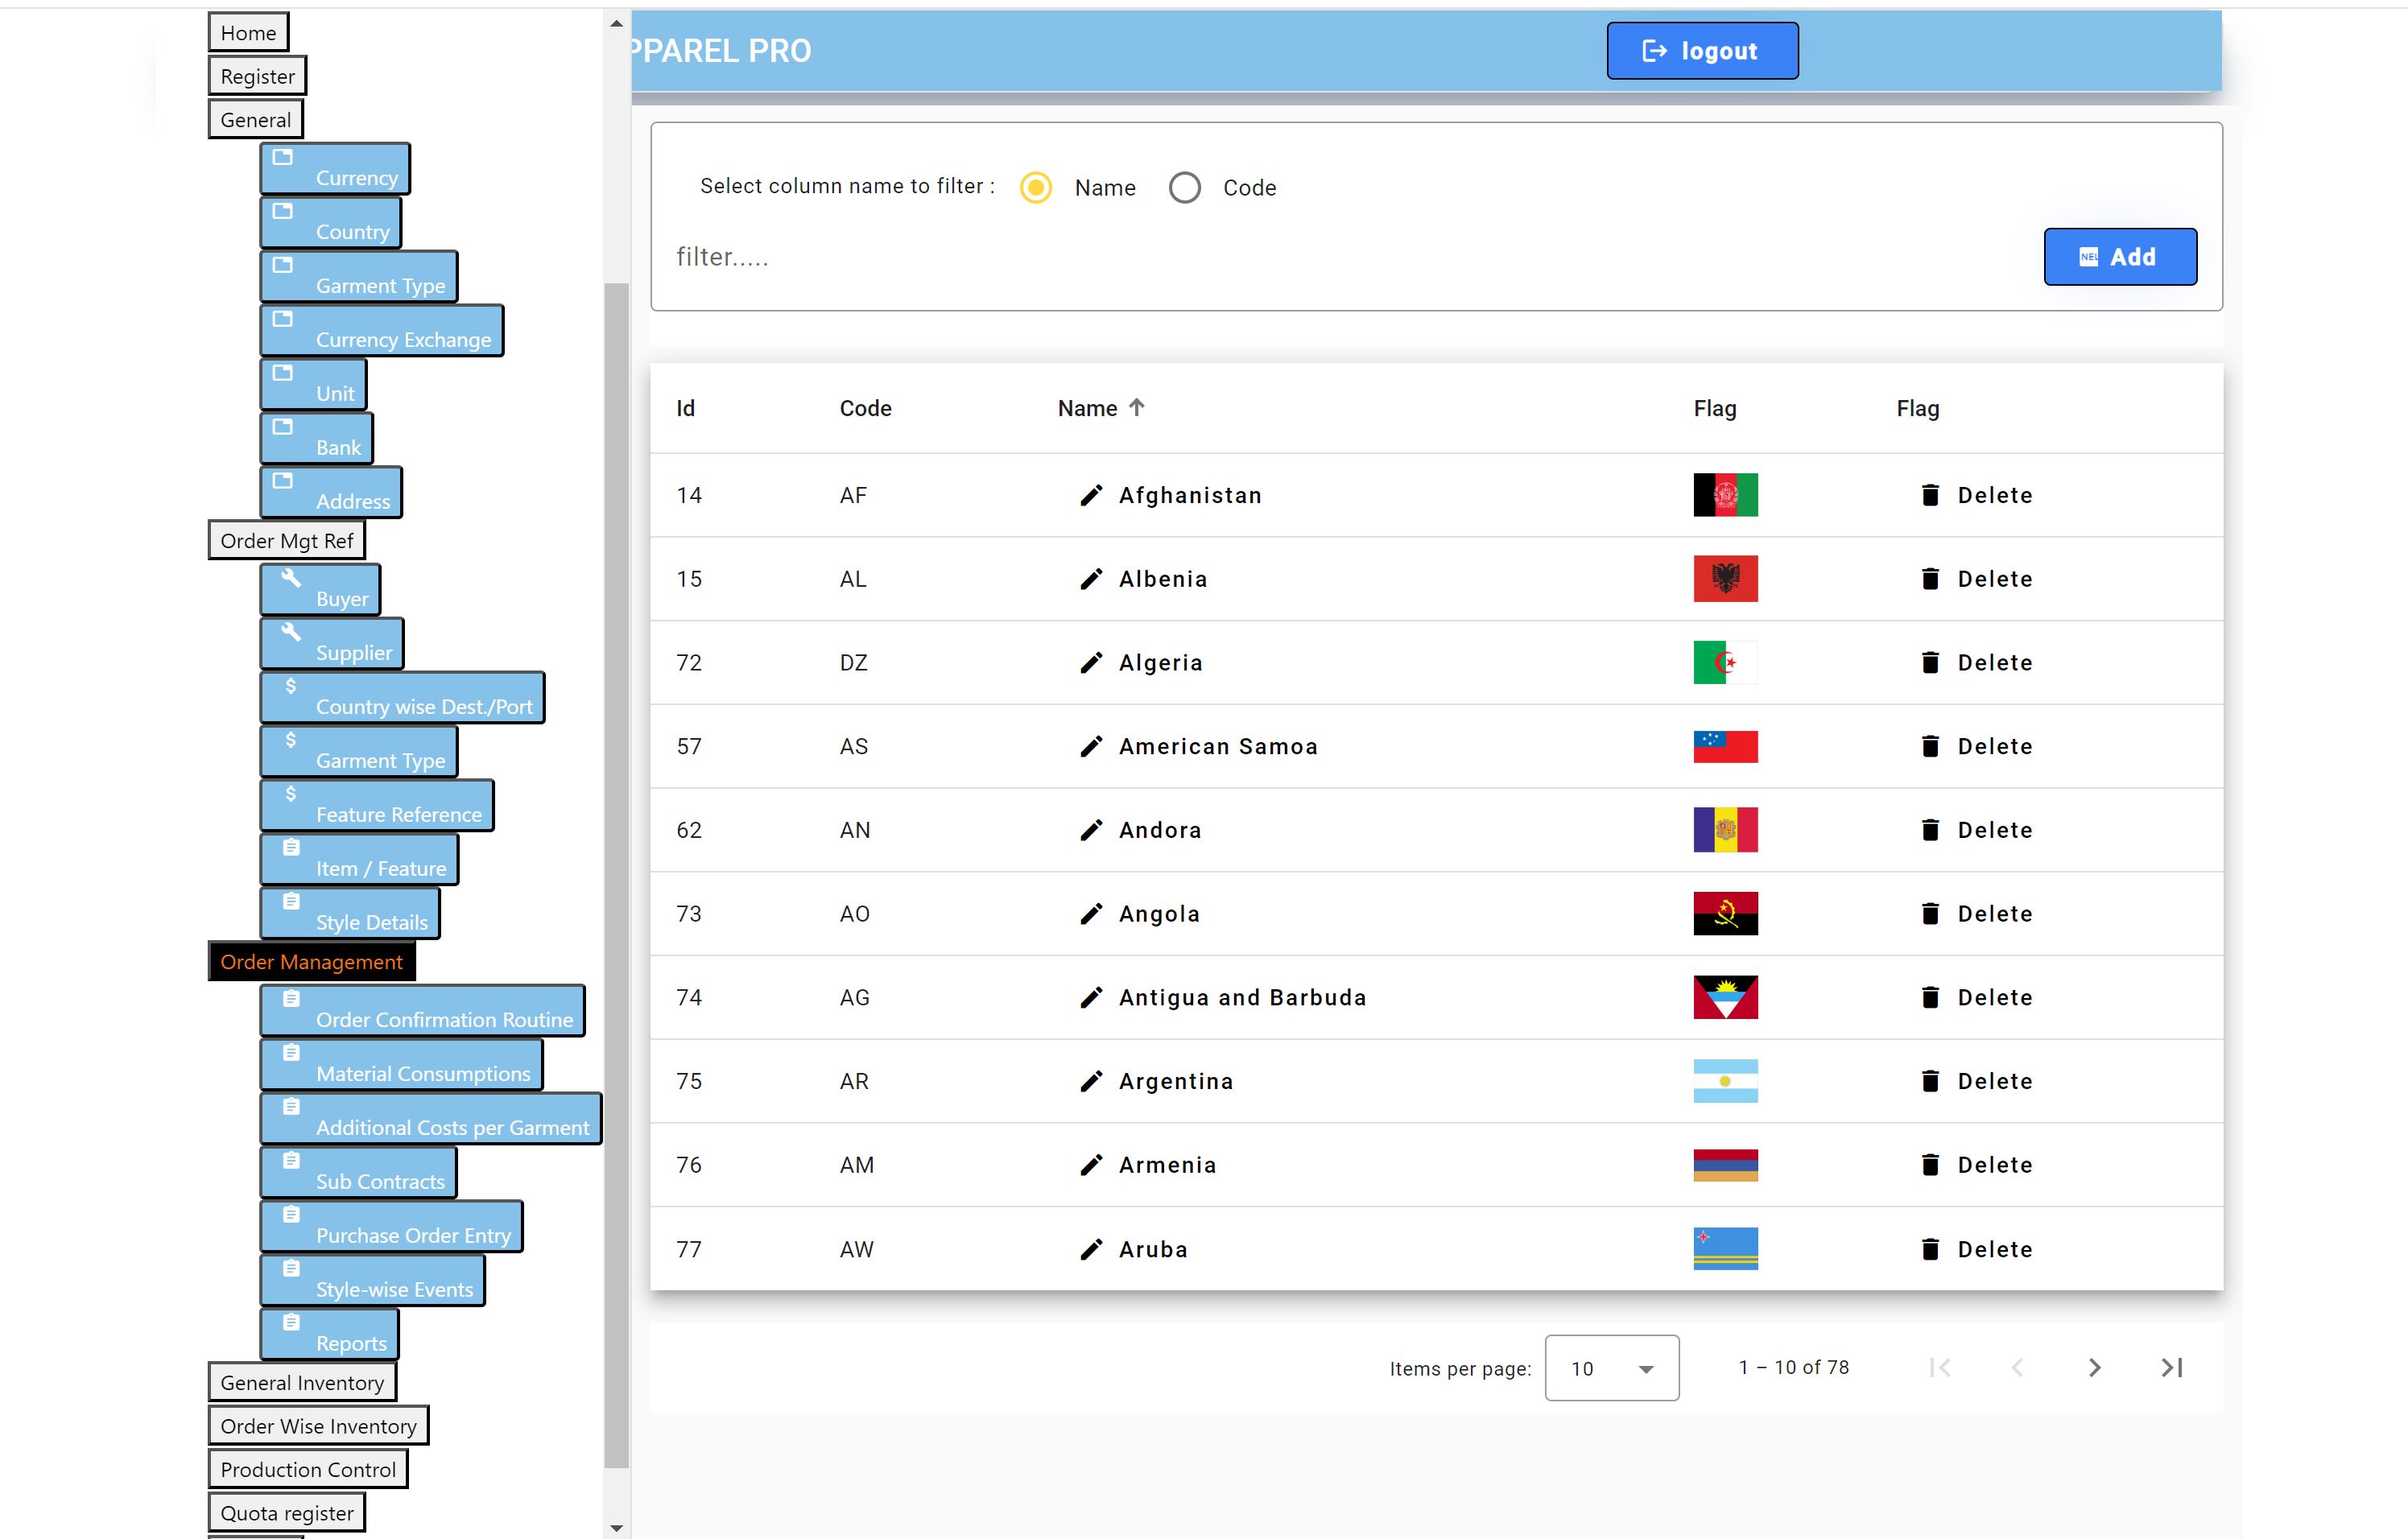 Home
Register
General
Currency
Country
Garment Type
Currency Exchange
Unit
Bank
Address
Order Mgt Ref
Buyer
Supplier
$ Country wise Dest./Port
$ Garment Type
$ Feature Reference
Item / Feature
Style Details
Order Management
Order Confirmation Routine
Material Consumptions
Additional Costs per Garment
Sub Contracts
Purchase Order Entry
Style-wise Events
Reports
General Inventory
Order Wise Inventory
Production Control
Quota register
PPAREL PRO
logout
Select column name to filter : Name Code
filter.....
Add
Id Code Name Flag Flag
14 AF Afghanistan Delete
15 AL Albenia Delete
72 DZ Algeria Delete
57 AS American Samoa Delete
62 AN Andora Delete
73 AO Angola Delete
74 AG Antigua and Barbuda Delete
75 AR Argentina Delete
76 AM Armenia Delete
77 AW Aruba Delete
Items per page: 10 1 – 10 of 78